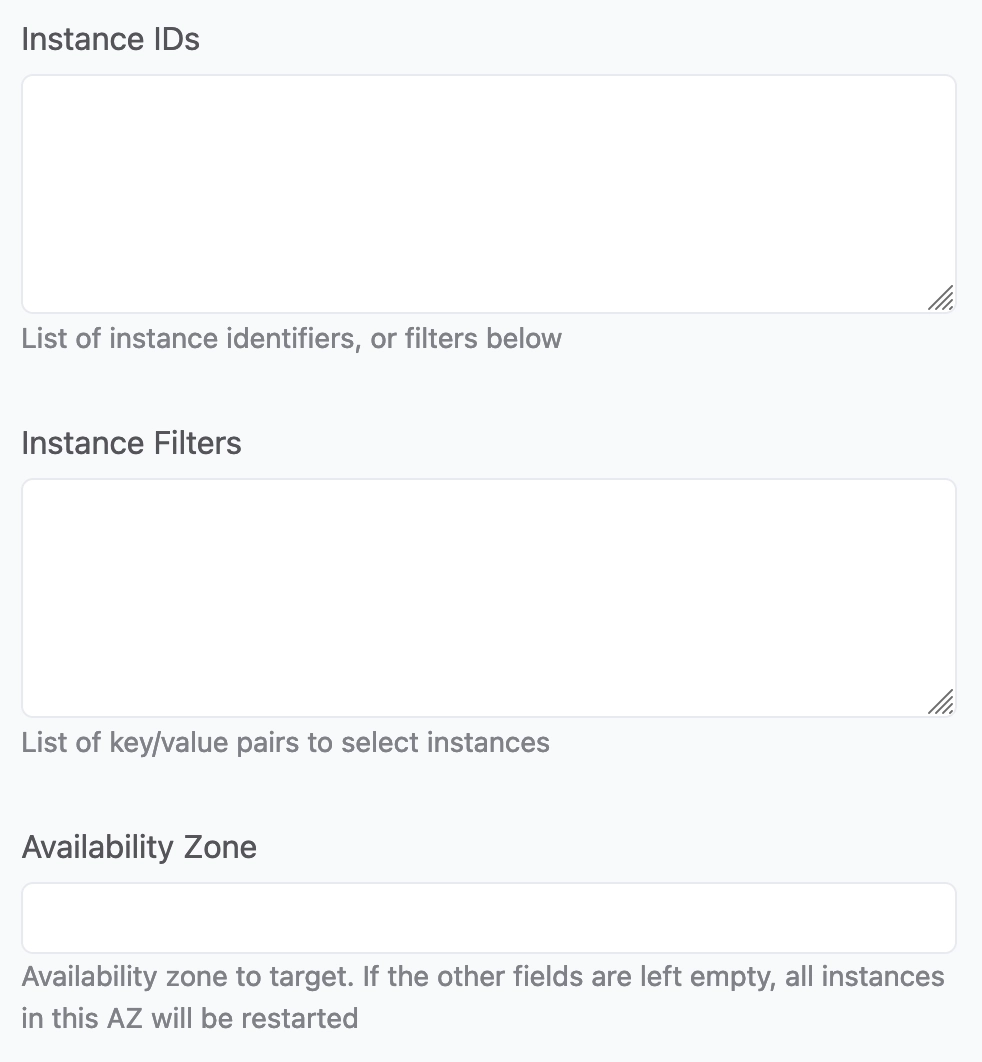 Instance IDs
List of instance identifiers, or filters below
Instance Filters
List of key/value pairs to select instances
Availability Zone
Availability zone to target. If the other fields are left empty, all instances
in this AZ will be restarted